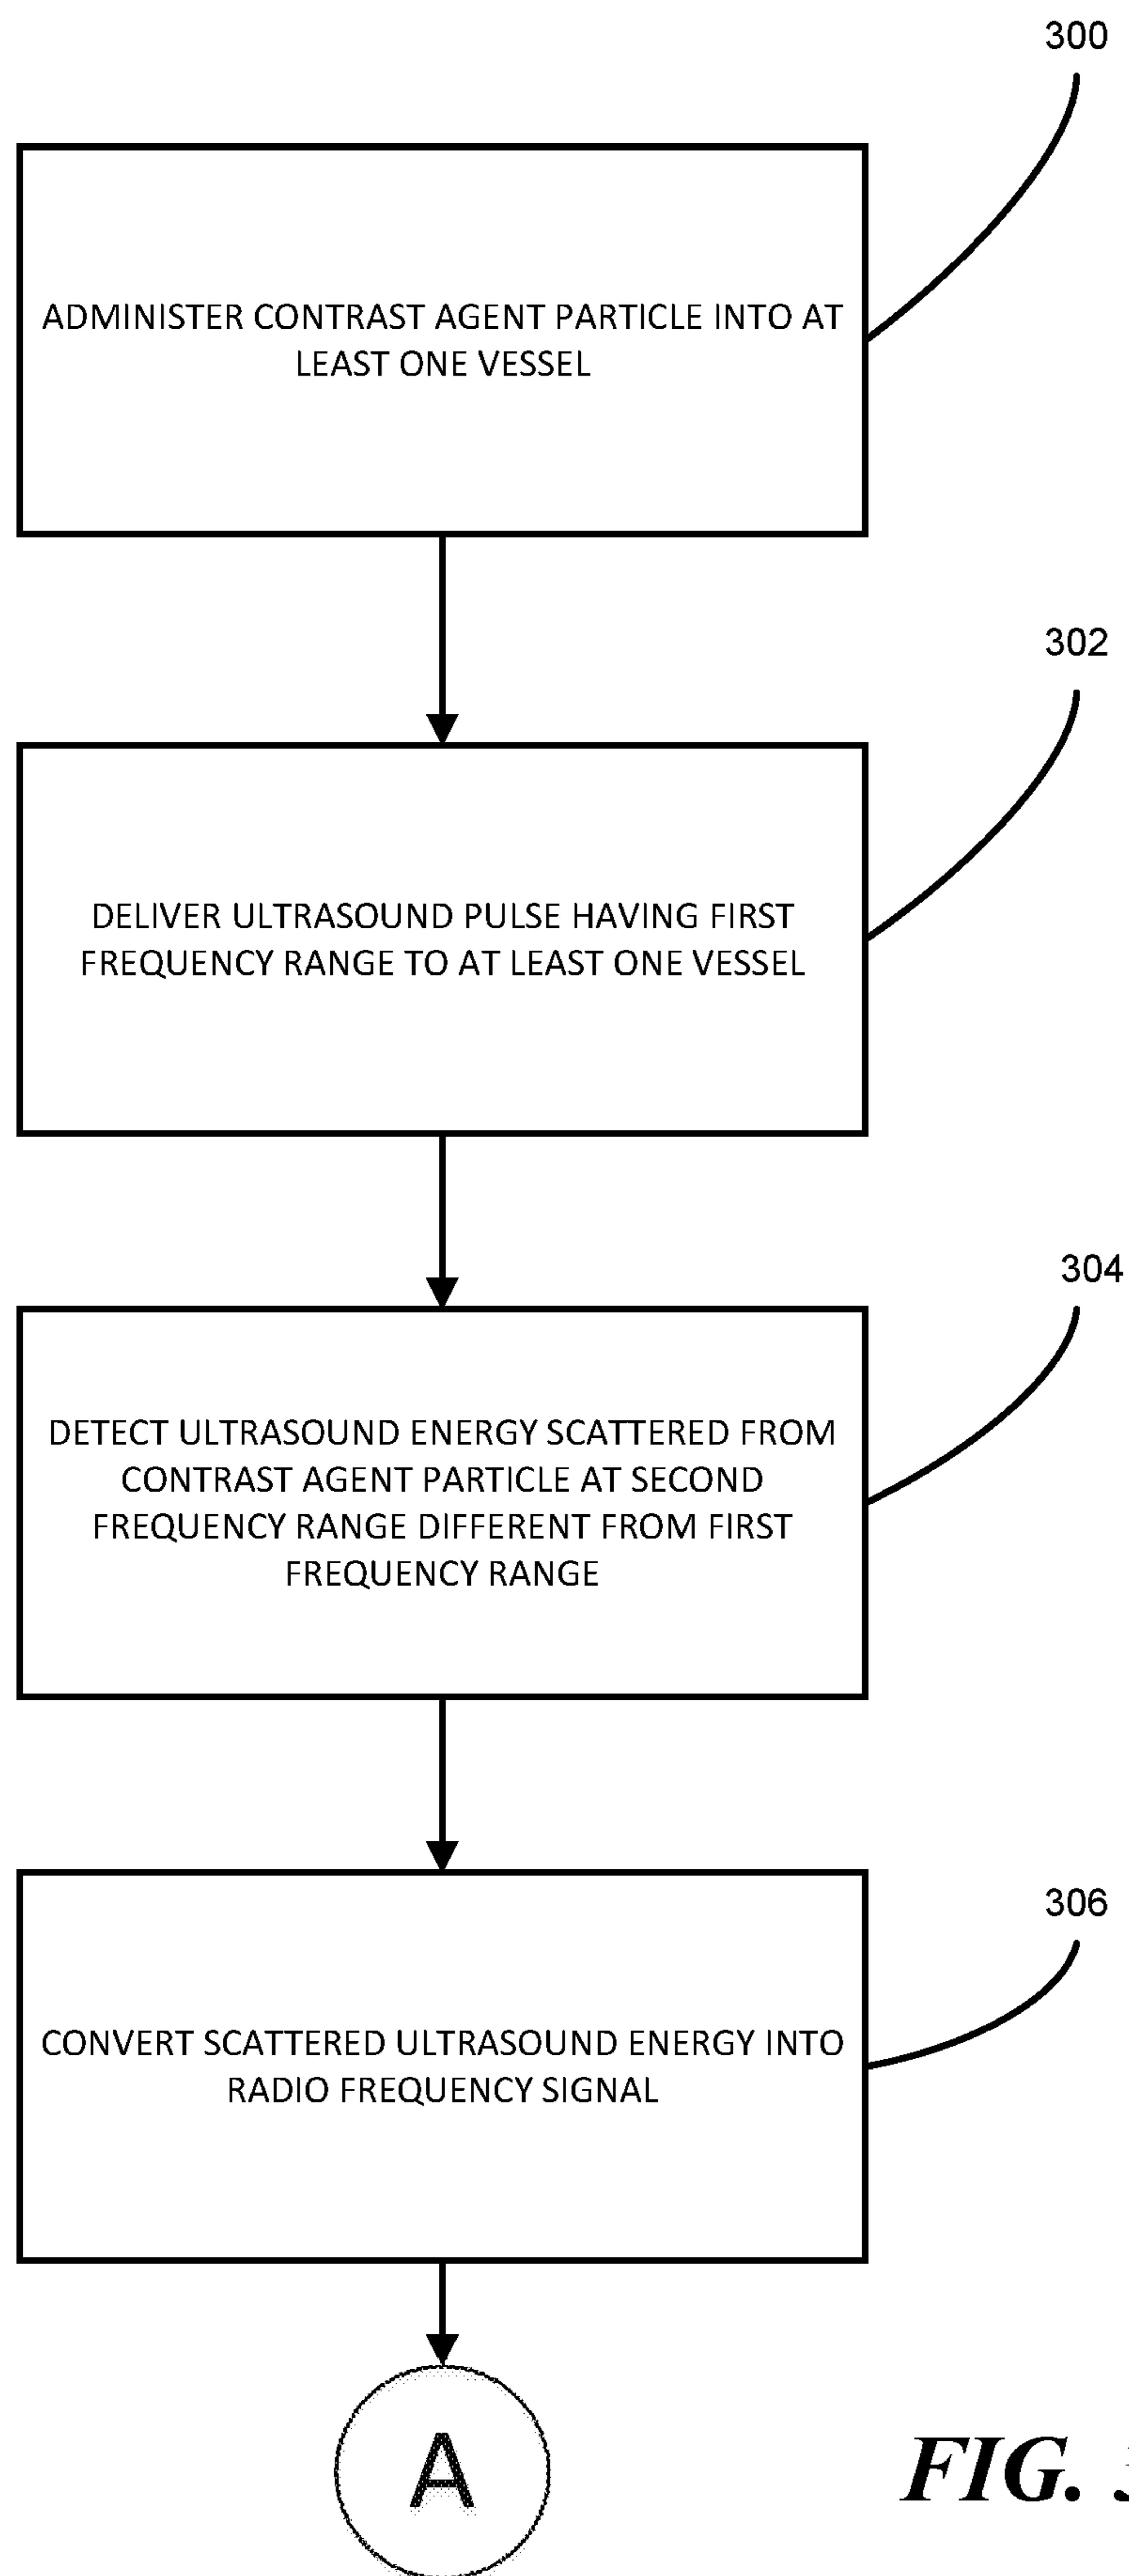 300
ADMINISTER CONTRAST AGENT PARTICLE INTO AT
LEAST ONE VESSEL
302
DELIVER ULTRASOUND PULSE HAVING FIRST
FREQUENCY RANGE TO AT LEAST ONE VESSEL
304
DETECT ULTRASOUND ENERGY SCATTERED FROM
CONTRAST AGENT PARTICLE AT SECOND
FREQUENCY RANGE DIFFERENT FROM FIRST
FREQUENCY RANGE
306
CONVERT SCATTERED ULTRASOUND ENERGY INTO
RADIO FREQUENCY SIGNAL
A
FIG.